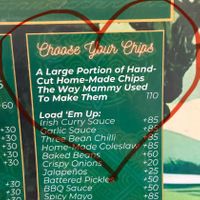 Choose Your Chips
A Large Portion of Hand-
Cut Home-Made Chips
The Way Mammy Used
To Make Them 110
Load 'Em Up:
Irish Curry Sauce +85
Garlic Sauce +85
Three Bean Chilli +85
Home-Made Coleslaw +85
Baked Beans +60
Crispy Onions +20
Jalapeños +25
Battered Pickles +50
BBQ Sauce +50
Spicy Mayo +85
+60
+30
+30
+30
+30
+30
+30